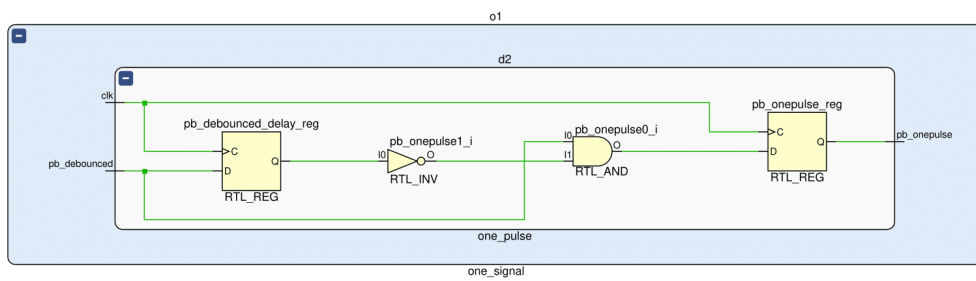 o1
d2
clk
pb_debounced_delay_reg
pb_onepulse_reg
pb_onepulse1_i
pb_onepulse0_i
pb_debounced
pb_onepulse
C
D
Q
RTL_REG
I0
O
RTL_INV
I0
I1
O
RTL_AND
C
D
Q
RTL_REG
one_pulse
one_signal